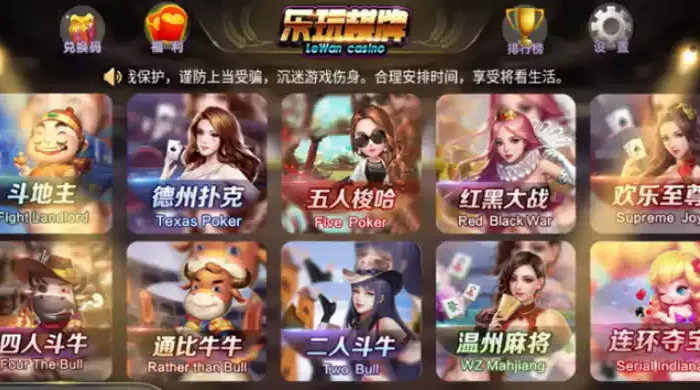 兑换码
福利
乐玩棋牌
LeWan casino
排行榜
设置
我保护，谨防上当受骗，沉迷游戏伤身。合理安排时间，享受将看生活。
斗地主
Fight Landlord
德州扑克
Texas Poker
五人梭哈
Five Poker
红黑大战
Red Black War
欢乐至尊
Supreme Joy
四人斗牛
Four The Bull
通比牛牛
Rather than Bull
二人斗牛
Two Bull
温州麻将
WZ Mahjiang
连环夺宝
Serial Indian